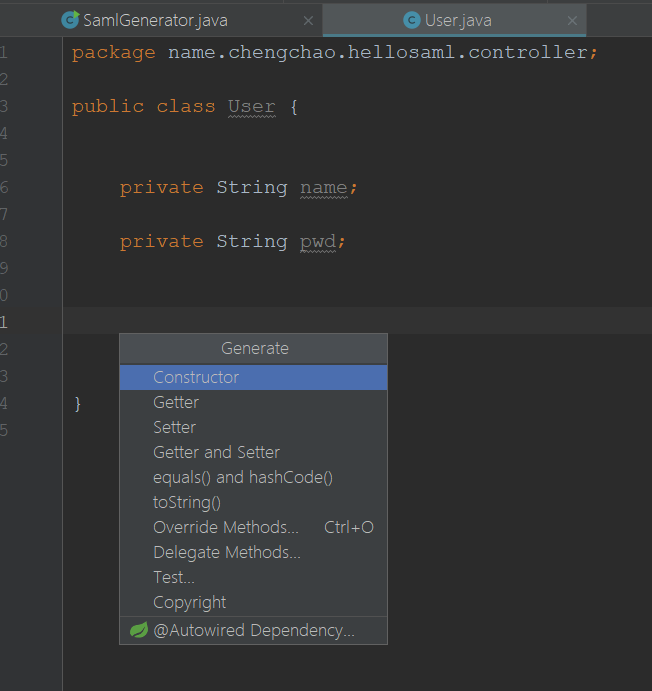 SamlGenerator.java × User.java ×
1 package name.chengchao.hellosaml.controller;
2
3 public class User {
4
5
6 private String name;
7
8 private String pwd;
9
0
1
2
3
4 }
5
Generate
Constructor
Getter
Setter
Getter and Setter
equals() and hashCode()
toString()
Override Methods... Ctrl+O
Delegate Methods...
Test...
Copyright
@Autowired Dependency...